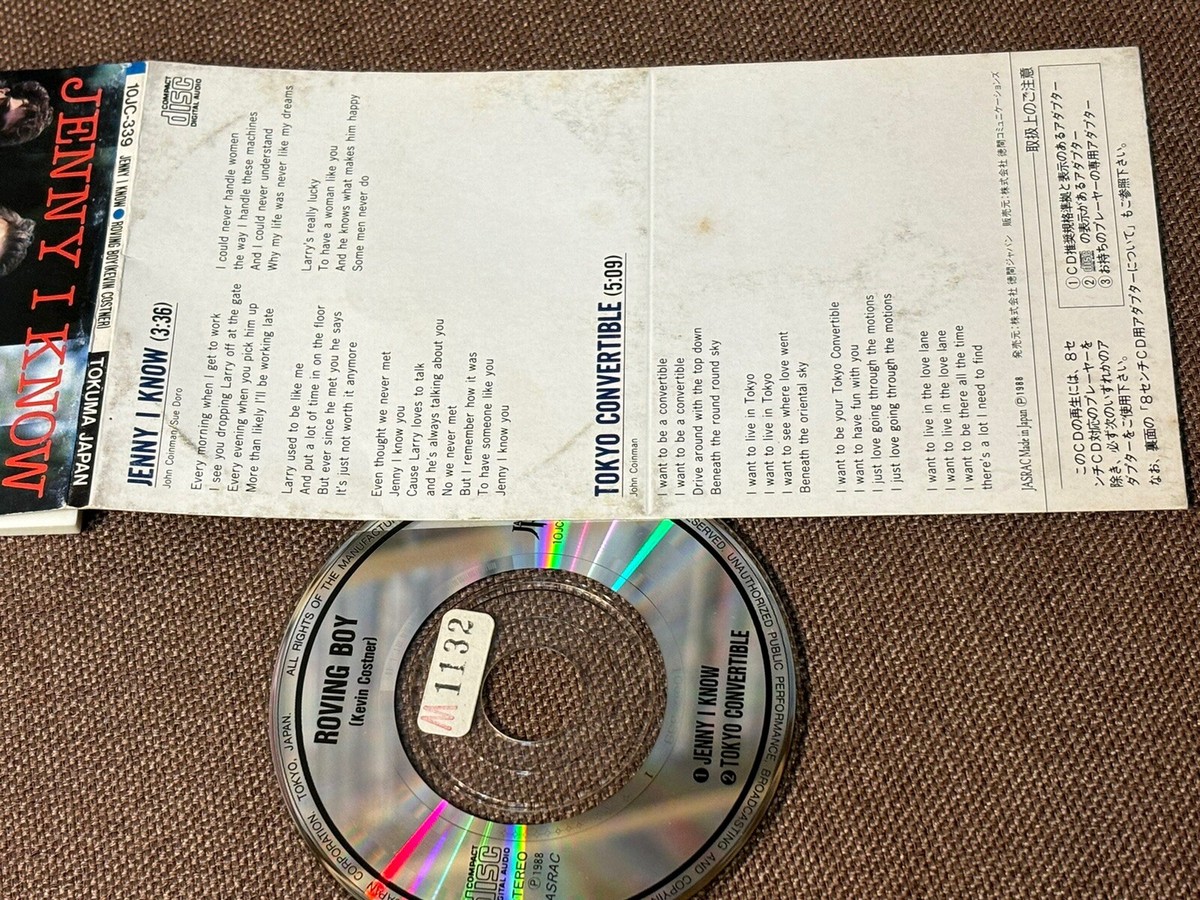 JENNY I KNOW
10JC-339 JENNY I KNOW ● ROVING BOY(KEVIN COSTNER) TOKUMA JAPAN
COMPACT
disc
DIGITAL AUDIO
JENNY I KNOW (3:36)
John Coinman/Sue Doro
Every morning when I get to work
I see you dropping Larry off at the gate
Every evening when you pick him up
More than likely I'll be working late
Larry used to be like me
And put a lot of time in on the floor
But ever since he met you he says
It's just not worth it anymore
Even thought we never met
Jenny I know you
Cause Larry loves to talk
and he's always talking about you
No we never met
But I remember how it was
To have someone like you
Jenny I know you
I could never handle women
the way I handle these machines
And I could never understand
Why my life was never like my dreams
Larry's really lucky
To have a woman like you
And he knows what makes him happy
Some men never do
TOKYO CONVERTIBLE (5:09)
John Coinman
I want to be a convertible
I want to be a convertible
Drive around with the top down
Beneath the round round sky
I want to live in Tokyo
I want to live in Tokyo
I want to see where love went
Beneath the oriental sky
I want to be your Tokyo Convertible
I want to have fun with you
I just love going through the motions
I just love going through the motions
I want to live in the love lane
I want to live in the love lane
I want to be there all the time
there's a lot I need to find
JASRAC Made in Japan Ⓟ1988 発売元:株式会社 徳間ジャパン 販売元:株式会社 徳間コミュニケーションズ
取扱上のご注意
このCDの再生には、8セ
ンチCD対応のプレーヤーを
除き、必ず次のいずれかのア
ダプターをご使用下さい。
①CD推奨規格準拠と表示のあるアダプター
② disc の表示があるアダプター
③お持ちのプレーヤーの専用アダプター
なお、裏面の「8センチCD用アダプターについて」もご参照下さい。
ROVING BOY
(Kevin Costner)
M1132
❶JENNY I KNOW
❷TOKYO CONVERTIBLE
10JC
COMPACT
disc
DIGITAL AUDIO
STEREO
Ⓟ1988
JASRAC
CORPORATION, TOKYO, JAPAN. ALL RIGHTS OF THE MANUFACTU
SERVED. UNAUTHORIZED PUBLIC PERFORMANCE, BROADCASTING AND COPYIN
JAPAN